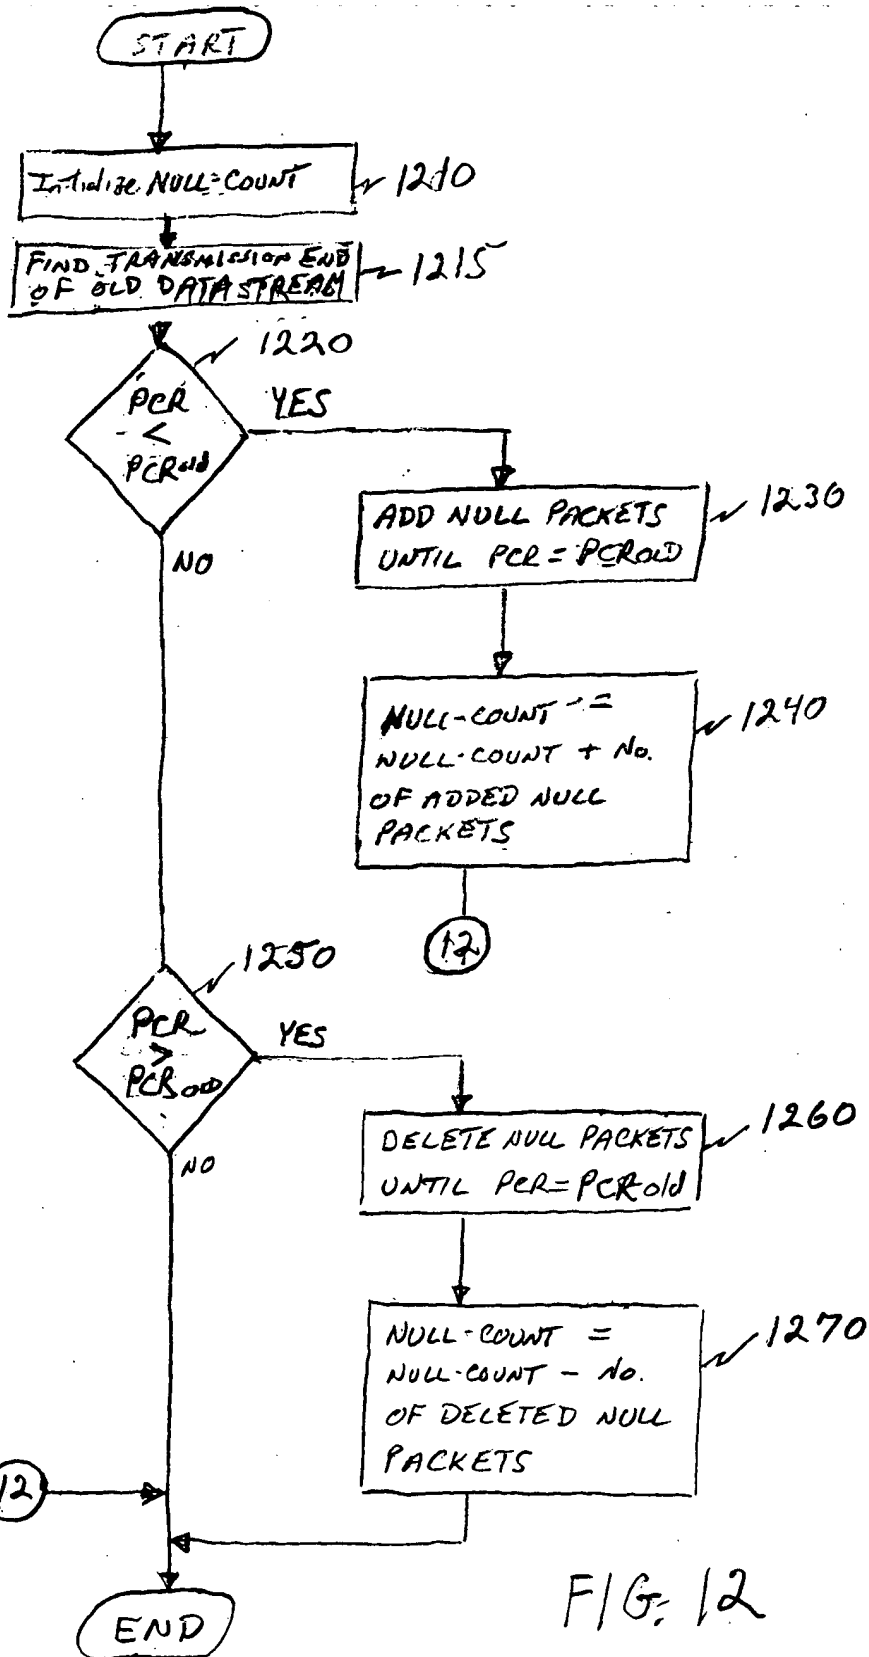 START
Initialize NULL-COUNT
1210
FIND TRANSMISSION END
OF OLD DATA STREAM
1215
1220
PCR
<
PCRold
YES
NO
ADD NULL PACKETS
UNTIL PCR = PCROLD
1230
NULL-COUNT =
NULL-COUNT + No.
OF ADDED NULL
PACKETS
1240
12
1250
PCR
>
PCROLD
YES
NO
DELETE NULL PACKETS
UNTIL PCR = PCRold
1260
NULL-COUNT =
NULL-COUNT - No.
OF DELETED NULL
PACKETS
1270
12
END
FIG. 12